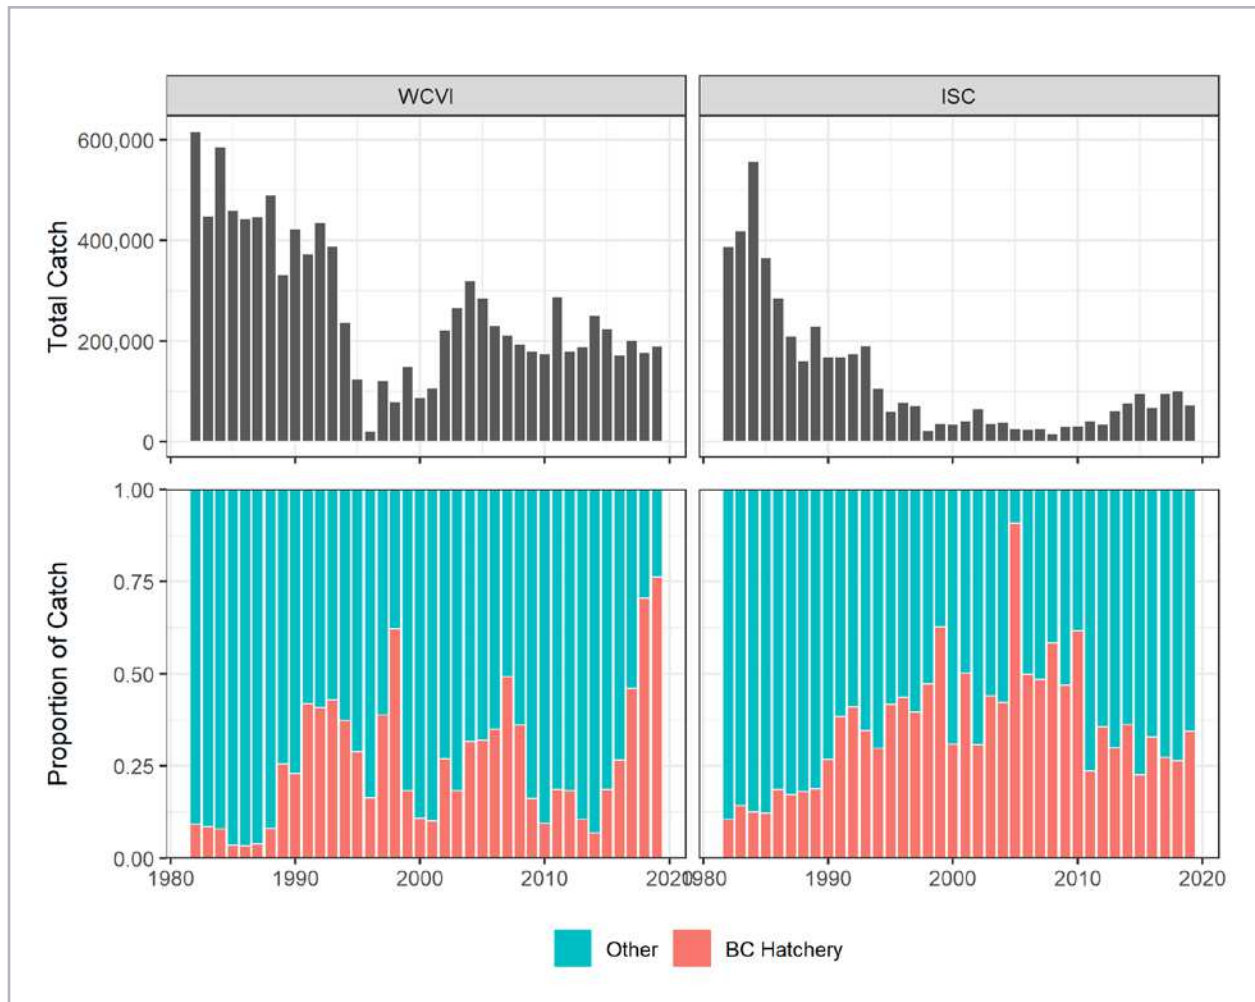 WCVI
ISC
Total Catch
600,000
400,000
200,000
0
Proportion of Catch
1.00
0.75
0.50
0.25
0.00
1980 1990 2000 2010 2020
1980 1990 2000 2010 2020
Other BC Hatchery